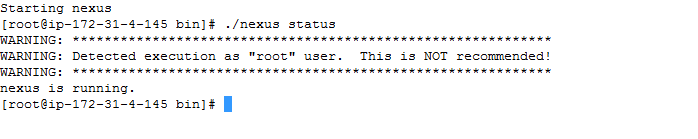 Starting nexus
[root@ip-172-31-4-145 bin]# ./nexus status
WARNING: ************************************************************
WARNING: Detected execution as "root" user.  This is NOT recommended!
WARNING: ************************************************************
nexus is running.
[root@ip-172-31-4-145 bin]#